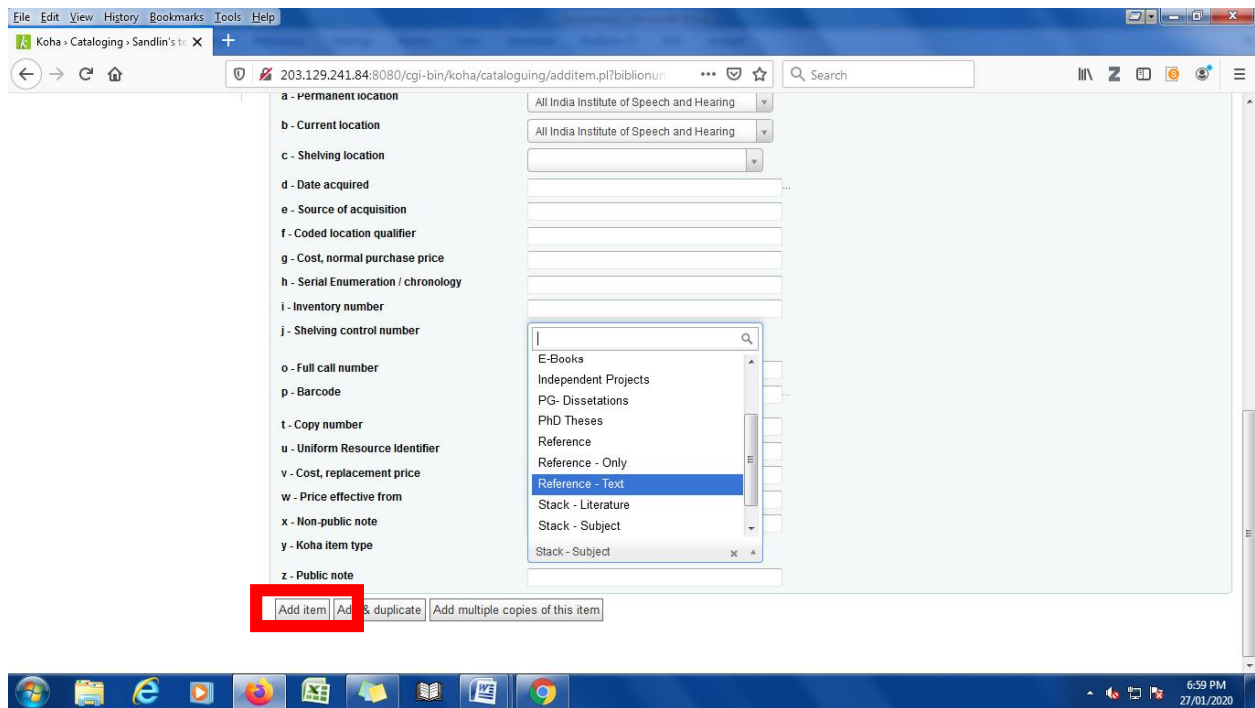 File Edit View History Bookmarks Tools Help
Koha › Cataloging › Sandlin's te
203.129.241.84:8080/cgi-bin/koha/cataloguing/additem.pl?biblionum
Search
a - Permanent location All India Institute of Speech and Hearing
b - Current location All India Institute of Speech and Hearing
c - Shelving location
d - Date acquired ...
e - Source of acquisition
f - Coded location qualifier
g - Cost, normal purchase price
h - Serial Enumeration / chronology
i - Inventory number
j - Shelving control number
E-Books
o - Full call number
Independent Projects
p - Barcode ...
PG- Dissetations
PhD Theses
t - Copy number
Reference
u - Uniform Resource Identifier
Reference - Only
v - Cost, replacement price
Reference - Text
w - Price effective from
Stack - Literature
x - Non-public note
Stack - Subject
y - Koha item type Stack - Subject
z - Public note
Add item & duplicate Add multiple copies of this item
6:59 PM
27/01/2020